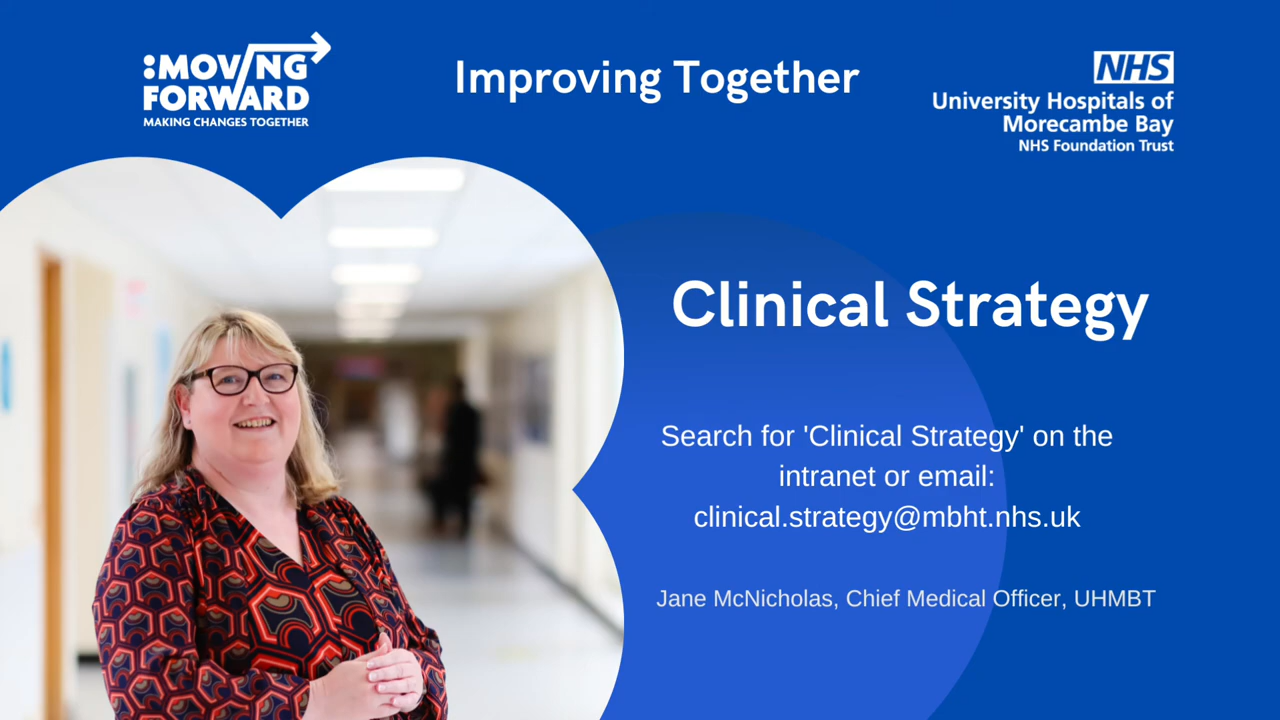 :MOVING
FORWARD
MAKING CHANGES TOGETHER
Improving Together
NHS
University Hospitals of
Morecambe Bay
NHS Foundation Trust
Clinical Strategy
Search for 'Clinical Strategy' on the
intranet or email:
clinical.strategy@mbht.nhs.uk
Jane McNicholas, Chief Medical Officer, UHMBT